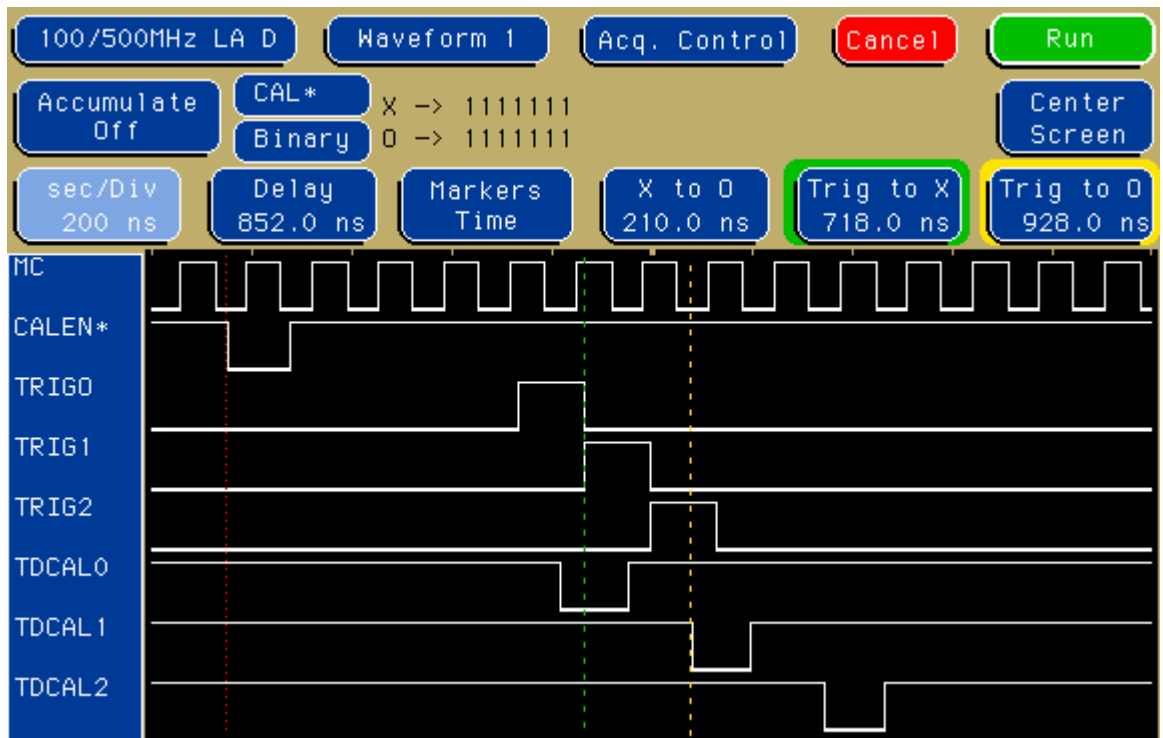 100/500MHz LA D Waveform 1 Acq. Control Cancel Run
Accumulate Off CAL* X -> 1111111 Center Screen
Binary O -> 1111111
sec/Div Delay Markers X to O Trig to X Trig to O
200 ns 852.0 ns Time 210.0 ns 718.0 ns 928.0 ns
MC
CALEN*
TRIG0
TRIG1
TRIG2
TDCAL0
TDCAL1
TDCAL2